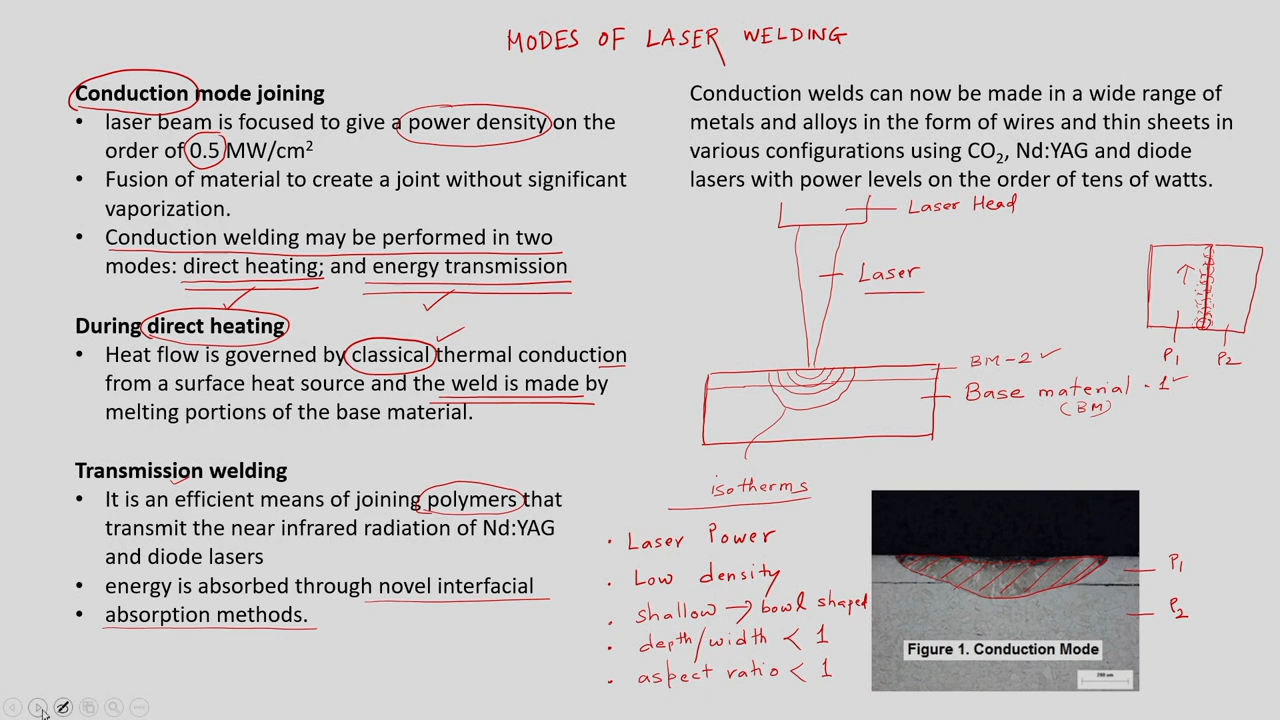 MODES OF LASER WELDING
Conduction mode joining
• laser beam is focused to give a power density on the
order of 0.5 MW/cm²
• Fusion of material to create a joint without significant
vaporization.
• Conduction welding may be performed in two
modes: direct heating; and energy transmission
During direct heating
• Heat flow is governed by classical thermal conduction
from a surface heat source and the weld is made by
melting portions of the base material.
Transmission welding
• It is an efficient means of joining polymers that
transmit the near infrared radiation of Nd:YAG
and diode lasers
• energy is absorbed through novel interfacial
• absorption methods.
Conduction welds can now be made in a wide range of
metals and alloys in the form of wires and thin sheets in
various configurations using CO₂, Nd:YAG and diode
lasers with power levels on the order of tens of watts.
Laser Head
Laser
P1 P2
BM-2
Base material - 1
(BM)
isotherms
• Laser Power
• Low density
• shallow → bowl shaped
• depth/width < 1
• aspect ratio < 1
P1
P2
Figure 1. Conduction Mode